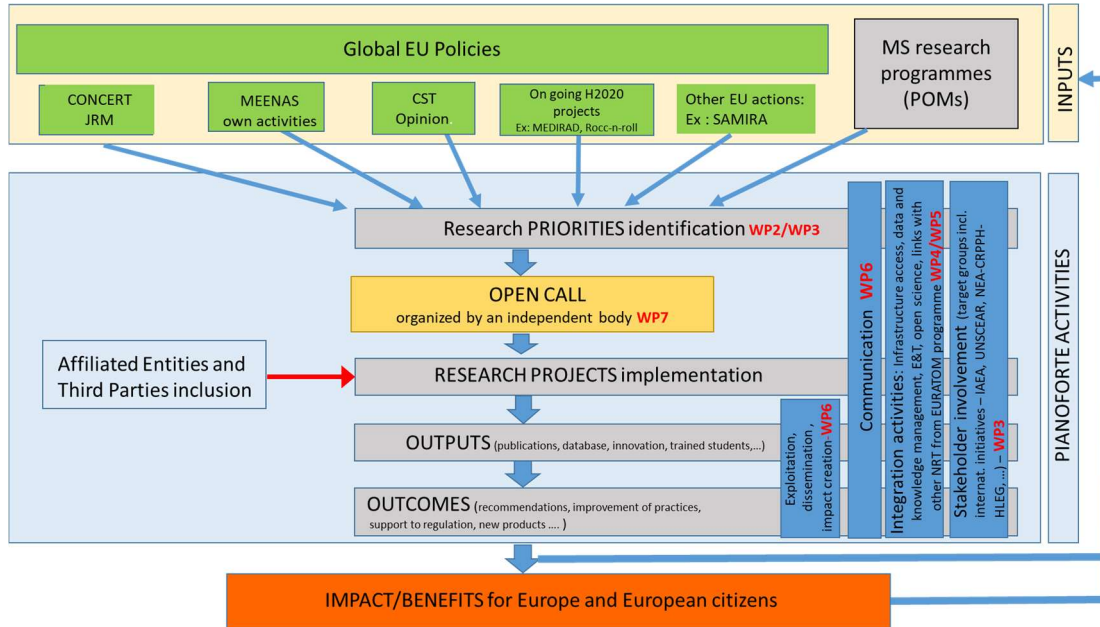 Global EU Policies
MS research
programmes
(POMs)
INPUTS
CONCERT
JRM
MEENAS
own activities
CST
Opinion
On going H2020
projects
Ex: MEDIRAD, Rocc-n-roll
Other EU actions:
Ex : SAMIRA
Research PRIORITIES identification WP2/WP3
OPEN CALL
organized by an independent body WP7
Affiliated Entities and
Third Parties inclusion
RESEARCH PROJECTS implementation
OUTPUTS (publications, database, innovation, trained students,…)
OUTCOMES (recommendations, improvement of practices,
support to regulation, new products .... )
Exploitation,
dissemination ,
impact creation-WP6
Communication WP6
Integration activities: Infrastructure access, data and
knowledge management, E&T, open science, links with
other NRT from EURATOM programme WP4/WP5
Stakeholder involvement (target groups incl.
internat. initiatives – IAEA, UNSCEAR, NEA-CRPPH-
HLEG, …) – WP3
PIANOFORTE ACTIVITIES
IMPACT/BENEFITS for Europe and European citizens